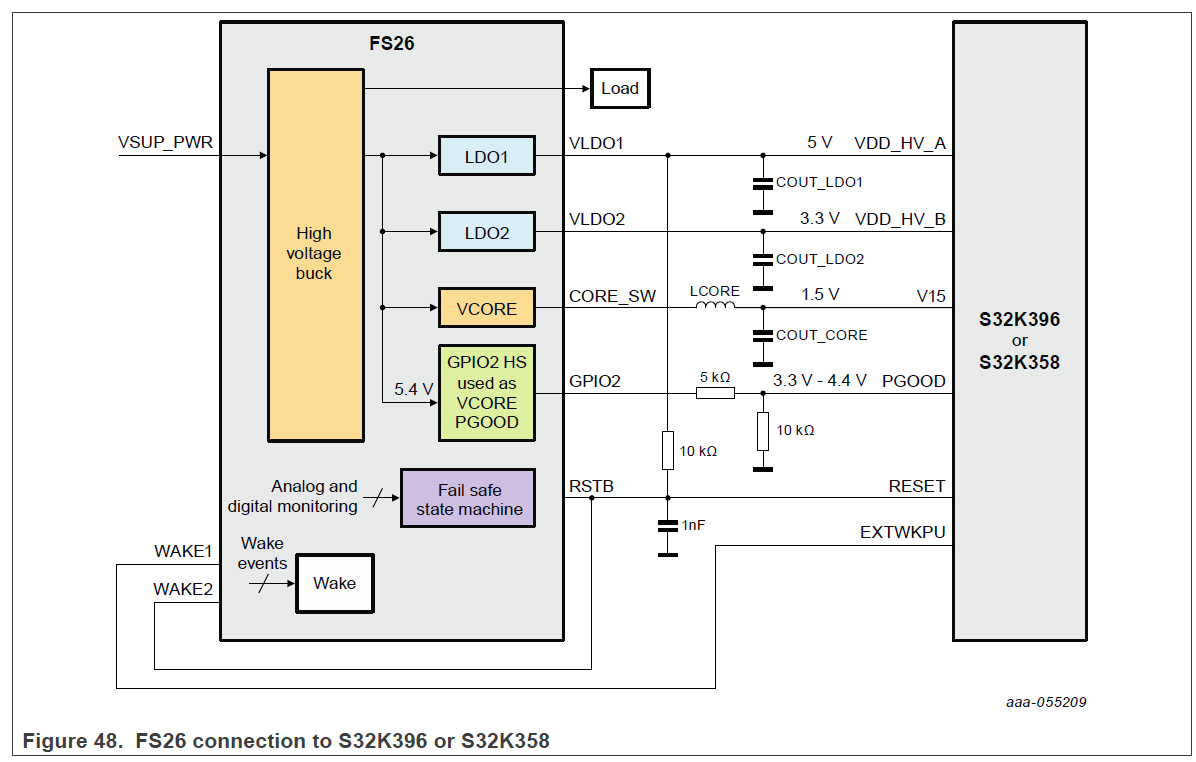 FS26
Load
VSUP_PWR
LDO1
VLDO1
5 V
VDD_HV_A
COUT_LDO1
LDO2
VLDO2
3.3 V
VDD_HV_B
COUT_LDO2
High
voltage
buck
VCORE
CORE_SW
LCORE
1.5 V
V15
COUT_CORE
S32K396
or
S32K358
5.4 V
GPIO2 HS
used as
VCORE
PGOOD
GPIO2
5 kΩ
3.3 V - 4.4 V
PGOOD
10 kΩ
10 kΩ
Analog and
digital monitoring
Fail safe
state machine
RSTB
RESET
1nF
EXTWKPU
WAKE1
WAKE2
Wake
events
Wake
aaa-055209
Figure 48. FS26 connection to S32K396 or S32K358